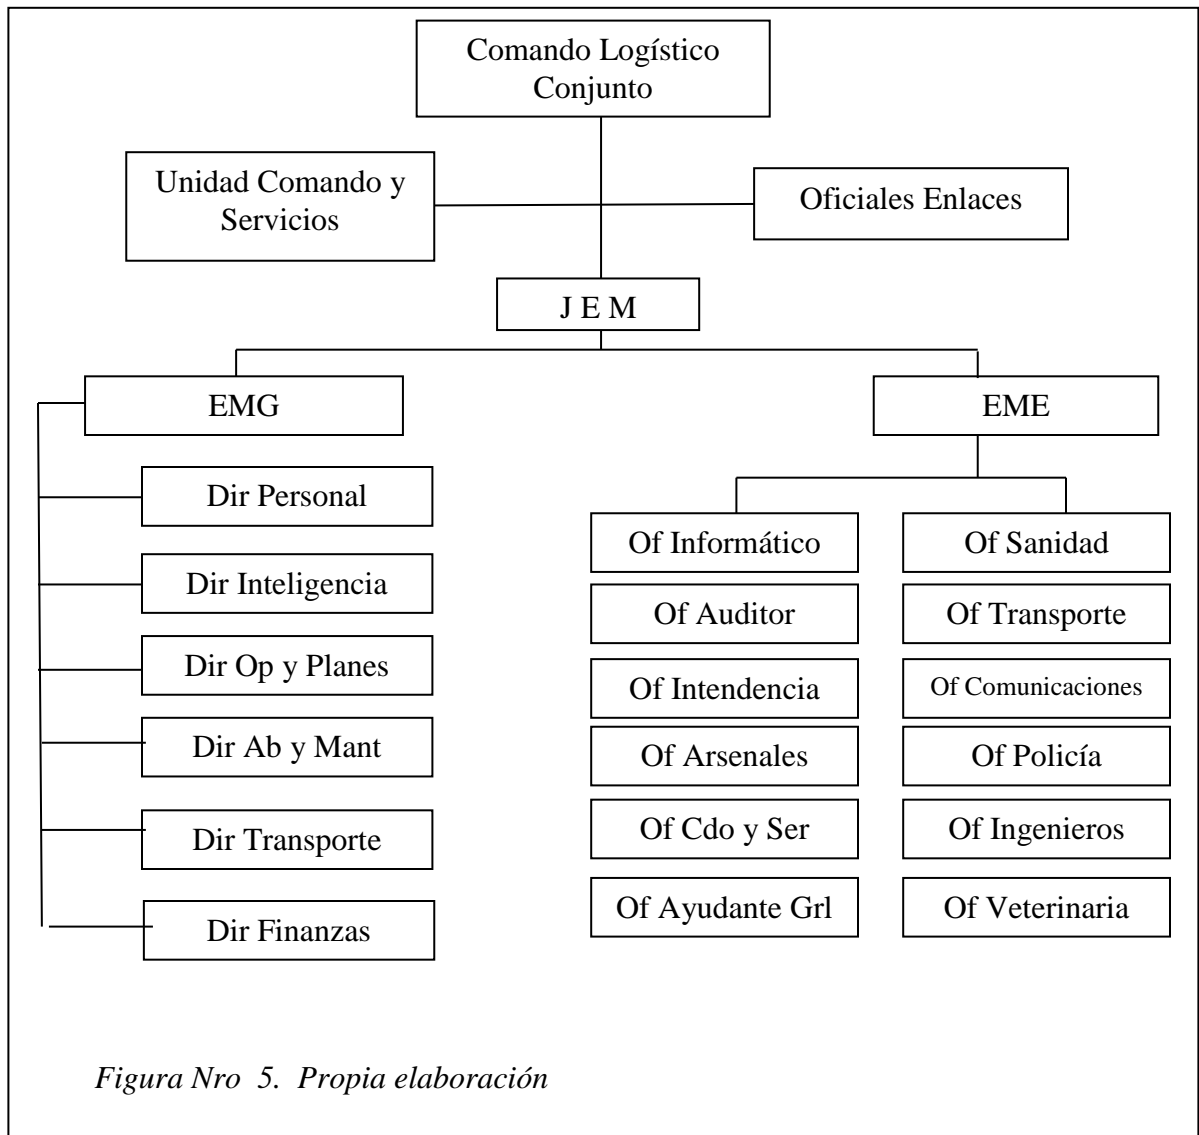 Comando Logístico
Conjunto
Unidad Comando y
Servicios
Oficiales Enlaces
J E M
EMG
EME
Dir Personal
Dir Inteligencia
Dir Op y Planes
Dir Ab y Mant
Dir Transporte
Dir Finanzas
Of Informático
Of Auditor
Of Intendencia
Of Arsenales
Of Cdo y Ser
Of Ayudante Grl
Of Sanidad
Of Transporte
Of Comunicaciones
Of Policía
Of Ingenieros
Of Veterinaria
Figura Nro 5. Propia elaboración